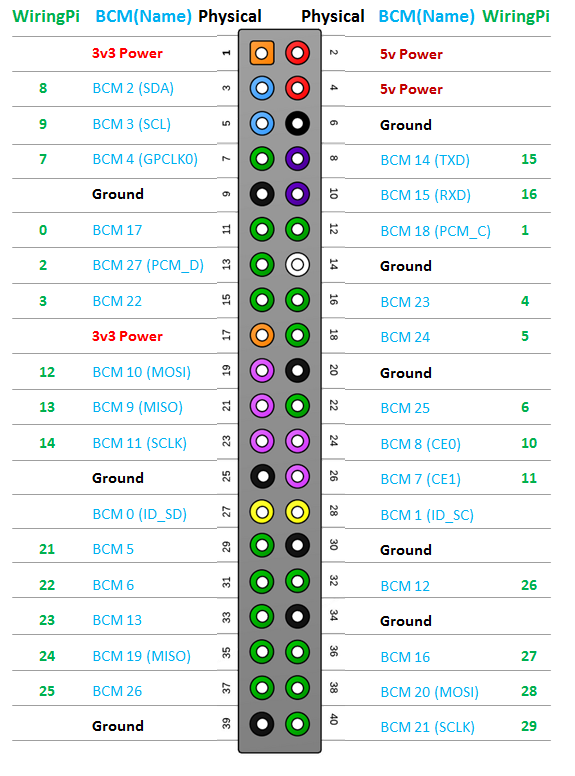 WiringPi BCM(Name) Physical Physical BCM(Name) WiringPi
3v3 Power 1 2 5v Power
8 BCM 2 (SDA) 3 4 5v Power
9 BCM 3 (SCL) 5 6 Ground
7 BCM 4 (GPCLK0) 7 8 BCM 14 (TXD) 15
Ground 9 10 BCM 15 (RXD) 16
0 BCM 17 11 12 BCM 18 (PCM_C) 1
2 BCM 27 (PCM_D) 13 14 Ground
3 BCM 22 15 16 BCM 23 4
3v3 Power 17 18 BCM 24 5
12 BCM 10 (MOSI) 19 20 Ground
13 BCM 9 (MISO) 21 22 BCM 25 6
14 BCM 11 (SCLK) 23 24 BCM 8 (CE0) 10
Ground 25 26 BCM 7 (CE1) 11
BCM 0 (ID_SD) 27 28 BCM 1 (ID_SC)
21 BCM 5 29 30 Ground
22 BCM 6 31 32 BCM 12 26
23 BCM 13 33 34 Ground
24 BCM 19 (MISO) 35 36 BCM 16 27
25 BCM 26 37 38 BCM 20 (MOSI) 28
Ground 39 40 BCM 21 (SCLK) 29